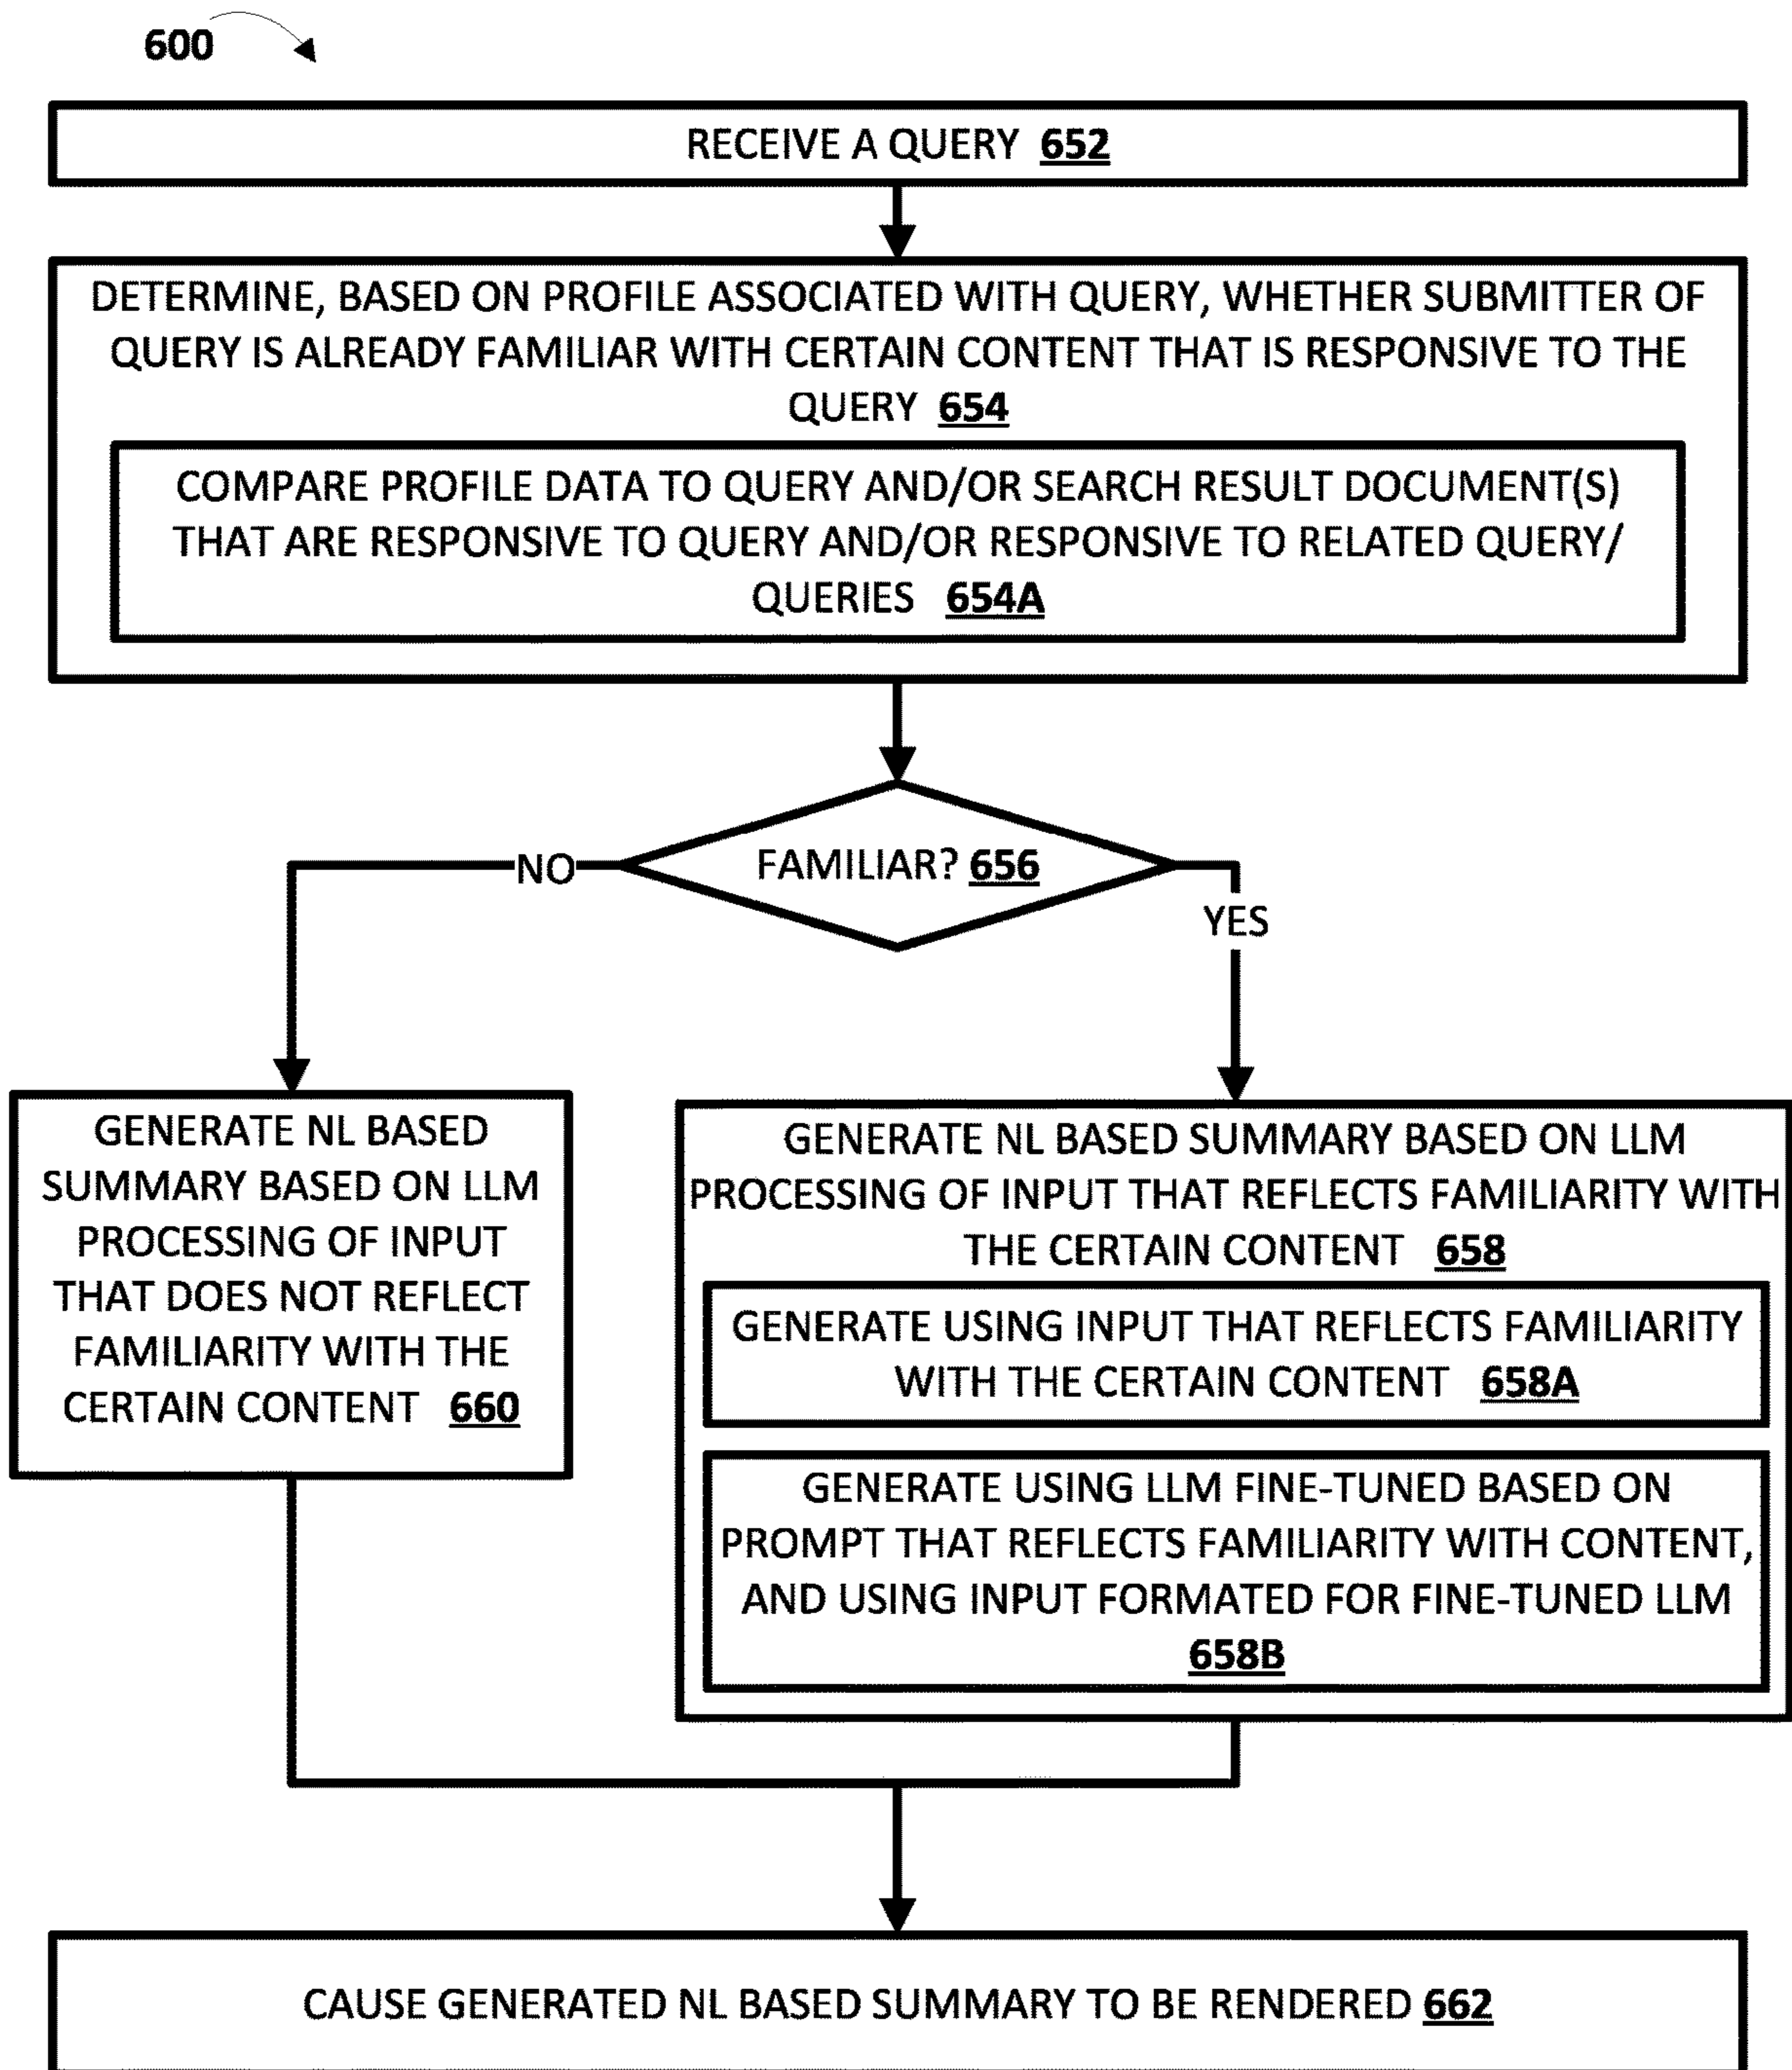 600
RECEIVE A QUERY 652
DETERMINE, BASED ON PROFILE ASSOCIATED WITH QUERY, WHETHER SUBMITTER OF
QUERY IS ALREADY FAMILIAR WITH CERTAIN CONTENT THAT IS RESPONSIVE TO THE
QUERY 654
COMPARE PROFILE DATA TO QUERY AND/OR SEARCH RESULT DOCUMENT(S)
THAT ARE RESPONSIVE TO QUERY AND/OR RESPONSIVE TO RELATED QUERY/
QUERIES 654A
FAMILIAR? 656
NO
YES
GENERATE NL BASED
SUMMARY BASED ON LLM
PROCESSING OF INPUT
THAT DOES NOT REFLECT
FAMILIARITY WITH THE
CERTAIN CONTENT 660
GENERATE NL BASED SUMMARY BASED ON LLM
PROCESSING OF INPUT THAT REFLECTS FAMILIARITY WITH
THE CERTAIN CONTENT 658
GENERATE USING INPUT THAT REFLECTS FAMILIARITY
WITH THE CERTAIN CONTENT 658A
GENERATE USING LLM FINE-TUNED BASED ON
PROMPT THAT REFLECTS FAMILIARITY WITH CONTENT,
AND USING INPUT FORMATED FOR FINE-TUNED LLM
658B
CAUSE GENERATED NL BASED SUMMARY TO BE RENDERED 662